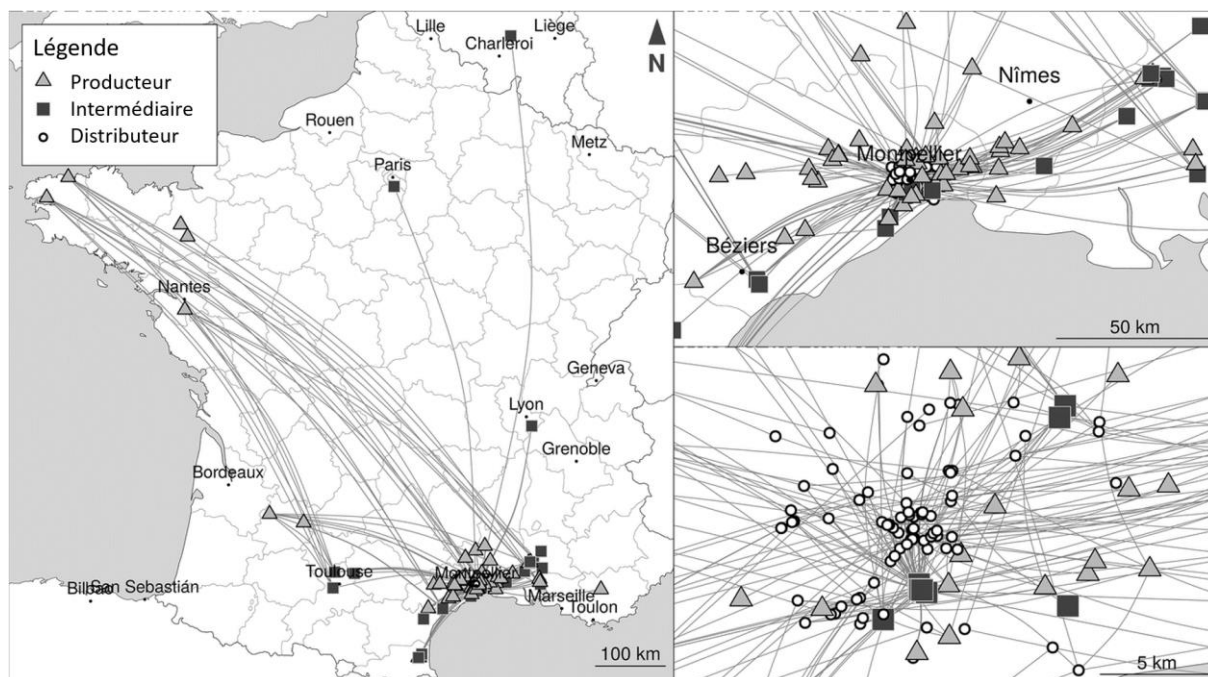 Lille
Liège
Charleroi
N
Légende
Producteur
Intermédiaire
Distributeur
Rouen
Metz
Paris
Nantes
Geneva
Lyon
Grenoble
Bordeaux
Toulouse
Montpellier
Bilbao
San Sebastián
Marseille
Toulon
100 km
Nîmes
Montpellier
Béziers
50 km
5 km